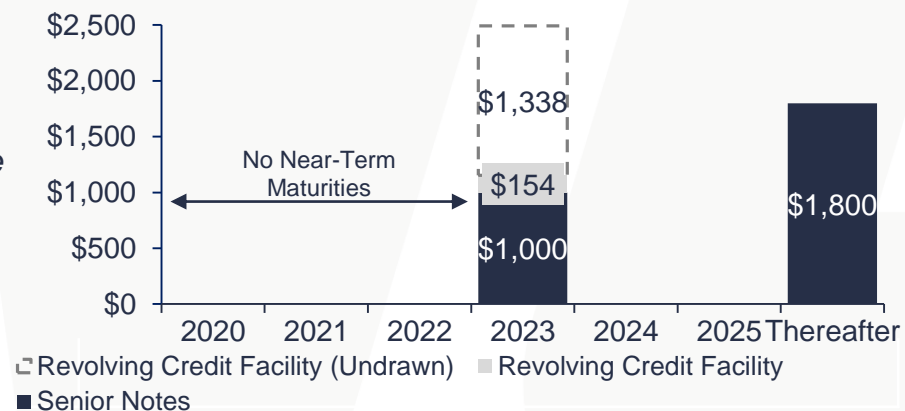 $2,500
$2,000
$1,500
$1,000
$500
$0
e
No Near-Term
Maturities
$1,338
$154
$1,000
$1,800
2020 2021 2022 2023 2024 2025 Thereafter
Revolving Credit Facility (Undrawn) Revolving Credit Facility
Senior Notes